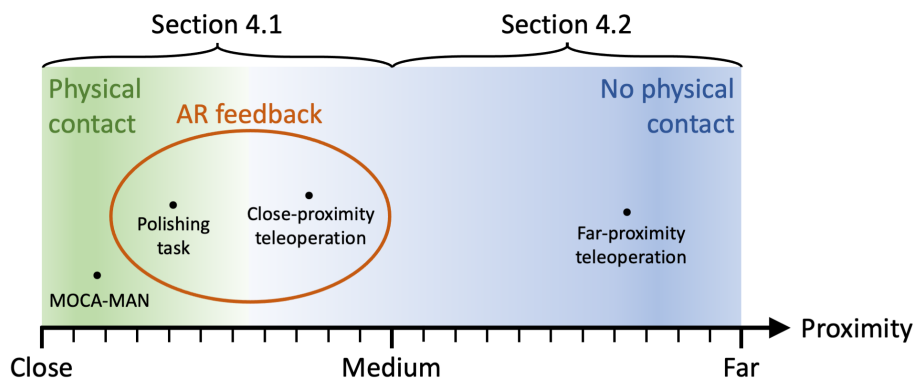 Section 4.1
Section 4.2
Physical
contact
No physical
contact
AR feedback
Polishing
task
Close-proximity
teleoperation
Far-proximity
teleoperation
MOCA-MAN
Proximity
Close
Medium
Far